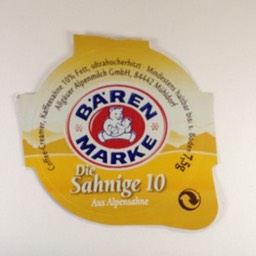 Coffee Creamer, Kaffeesahne 10% Fett, ultrahocherhitzt · Mindestens haltbar bis: s. Boden 7,5g
Allgäuer Alpenmilch GmbH, 84442 Mühldorf
BÄREN
MARKE
Die
Sahnige 10
Aus Alpensahne